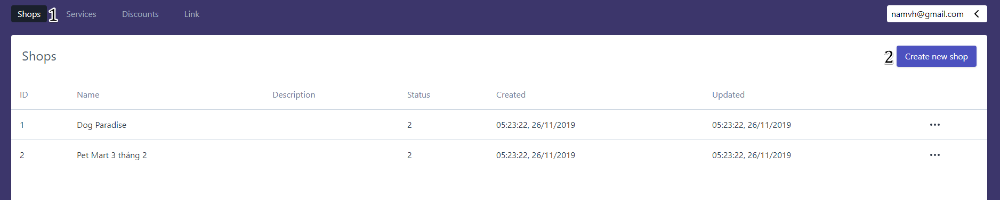 Shops 1 Services Discounts Link namvh@gmail.com
Shops 2 Create new shop
ID Name Description Status Created Updated
1 Dog Paradise 2 05:23:22, 26/11/2019 05:23:22, 26/11/2019
2 Pet Mart 3 tháng 2 2 05:23:22, 26/11/2019 05:23:22, 26/11/2019